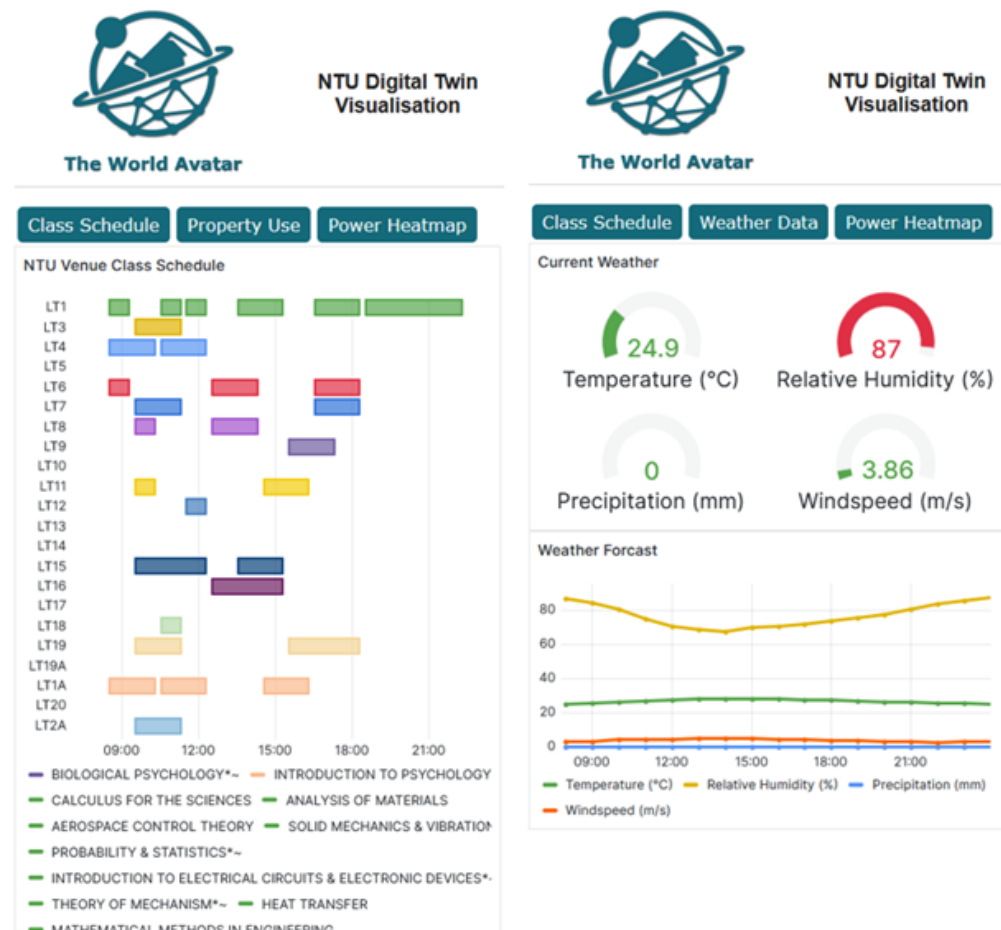 NTU Digital Twin
Visualisation
The World Avatar
Class Schedule
Property Use
Power Heatmap
NTU Venue Class Schedule
LT1
LT3
LT4
LT5
LT6
LT7
LT8
LT9
LT10
LT11
LT12
LT13
LT14
LT15
LT16
LT17
LT18
LT19
LT19A
LT1A
LT20
LT2A
09:00 12:00 15:00 18:00 21:00
BIOLOGICAL PSYCHOLOGY*~ INTRODUCTION TO PSYCHOLOGY
CALCULUS FOR THE SCIENCES ANALYSIS OF MATERIALS
AEROSPACE CONTROL THEORY SOLID MECHANICS & VIBRATION
PROBABILITY & STATISTICS*~
INTRODUCTION TO ELECTRICAL CIRCUITS & ELECTRONIC DEVICES*-
THEORY OF MECHANISM*~ HEAT TRANSFER
MATHEMATICAL METHODS IN ENGINEERING
NTU Digital Twin
Visualisation
The World Avatar
Class Schedule
Weather Data
Power Heatmap
Current Weather
24.9
Temperature (°C)
87
Relative Humidity (%)
0
Precipitation (mm)
3.86
Windspeed (m/s)
Weather Forcast
80
60
40
20
0
09:00 12:00 15:00 18:00 21:00
Temperature (°C) Relative Humidity (%) Precipitation (mm)
Windspeed (m/s)